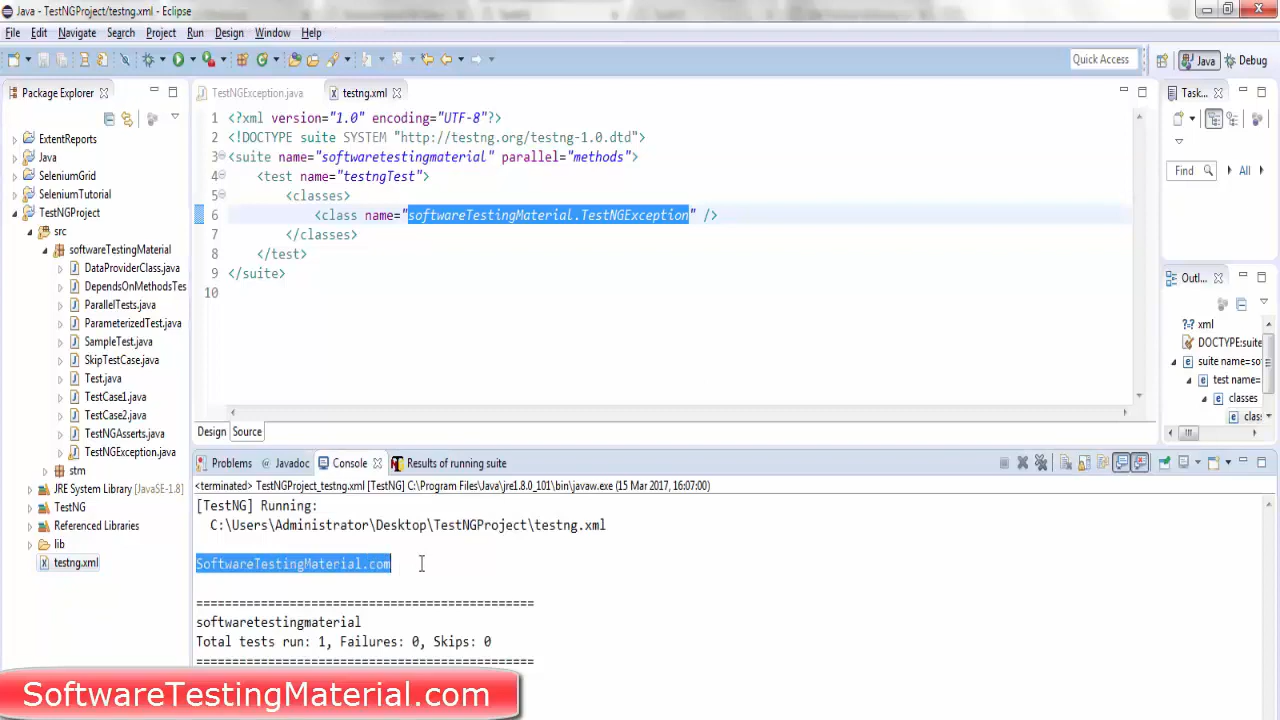 Java - TestNGProject/testng.xml - Eclipse
File Edit Navigate Search Project Run Design Window Help
Quick Access Java Debug
Package Explorer
ExtentReports
Java
SeleniumGrid
SeleniumTutorial
TestNGProject
src
softwareTestingMaterial
DataProviderClass.java
DependsOnMethodsTes
ParallelTests.java
ParameterizedTest.java
SampleTest.java
SkipTestCase.java
Test.java
TestCase1.java
TestCase2.java
TestNGAsserts.java
TestNGException.java
stm
JRE System Library [JavaSE-1.8]
TestNG
Referenced Libraries
lib
testng.xml
TestNGException.java testng.xml
1 <?xml version="1.0" encoding="UTF-8"?>
2 <!DOCTYPE suite SYSTEM "http://testng.org/testng-1.0.dtd">
3 <suite name="softwaretestingmaterial" parallel="methods">
4 <test name="testngTest">
5 <classes>
6 <class name="softwareTestingMaterial.TestNGException" />
7 </classes>
8 </test>
9 </suite>
10
Design Source
Task...
Find All
Outl...
xml
DOCTYPE:suite
suite name=so
test name=
classes
clas
Problems Javadoc Console Results of running suite
<terminated> TestNGProject_testng.xml [TestNG] C:\Program Files\Java\jre1.8.0_101\bin\javaw.exe (15 Mar 2017, 16:07:00)
[TestNG] Running:
C:\Users\Administrator\Desktop\TestNGProject\testng.xml
SoftwareTestingMaterial.com
===============================================
softwaretestingmaterial
Total tests run: 1, Failures: 0, Skips: 0
===============================================
SoftwareTestingMaterial.com